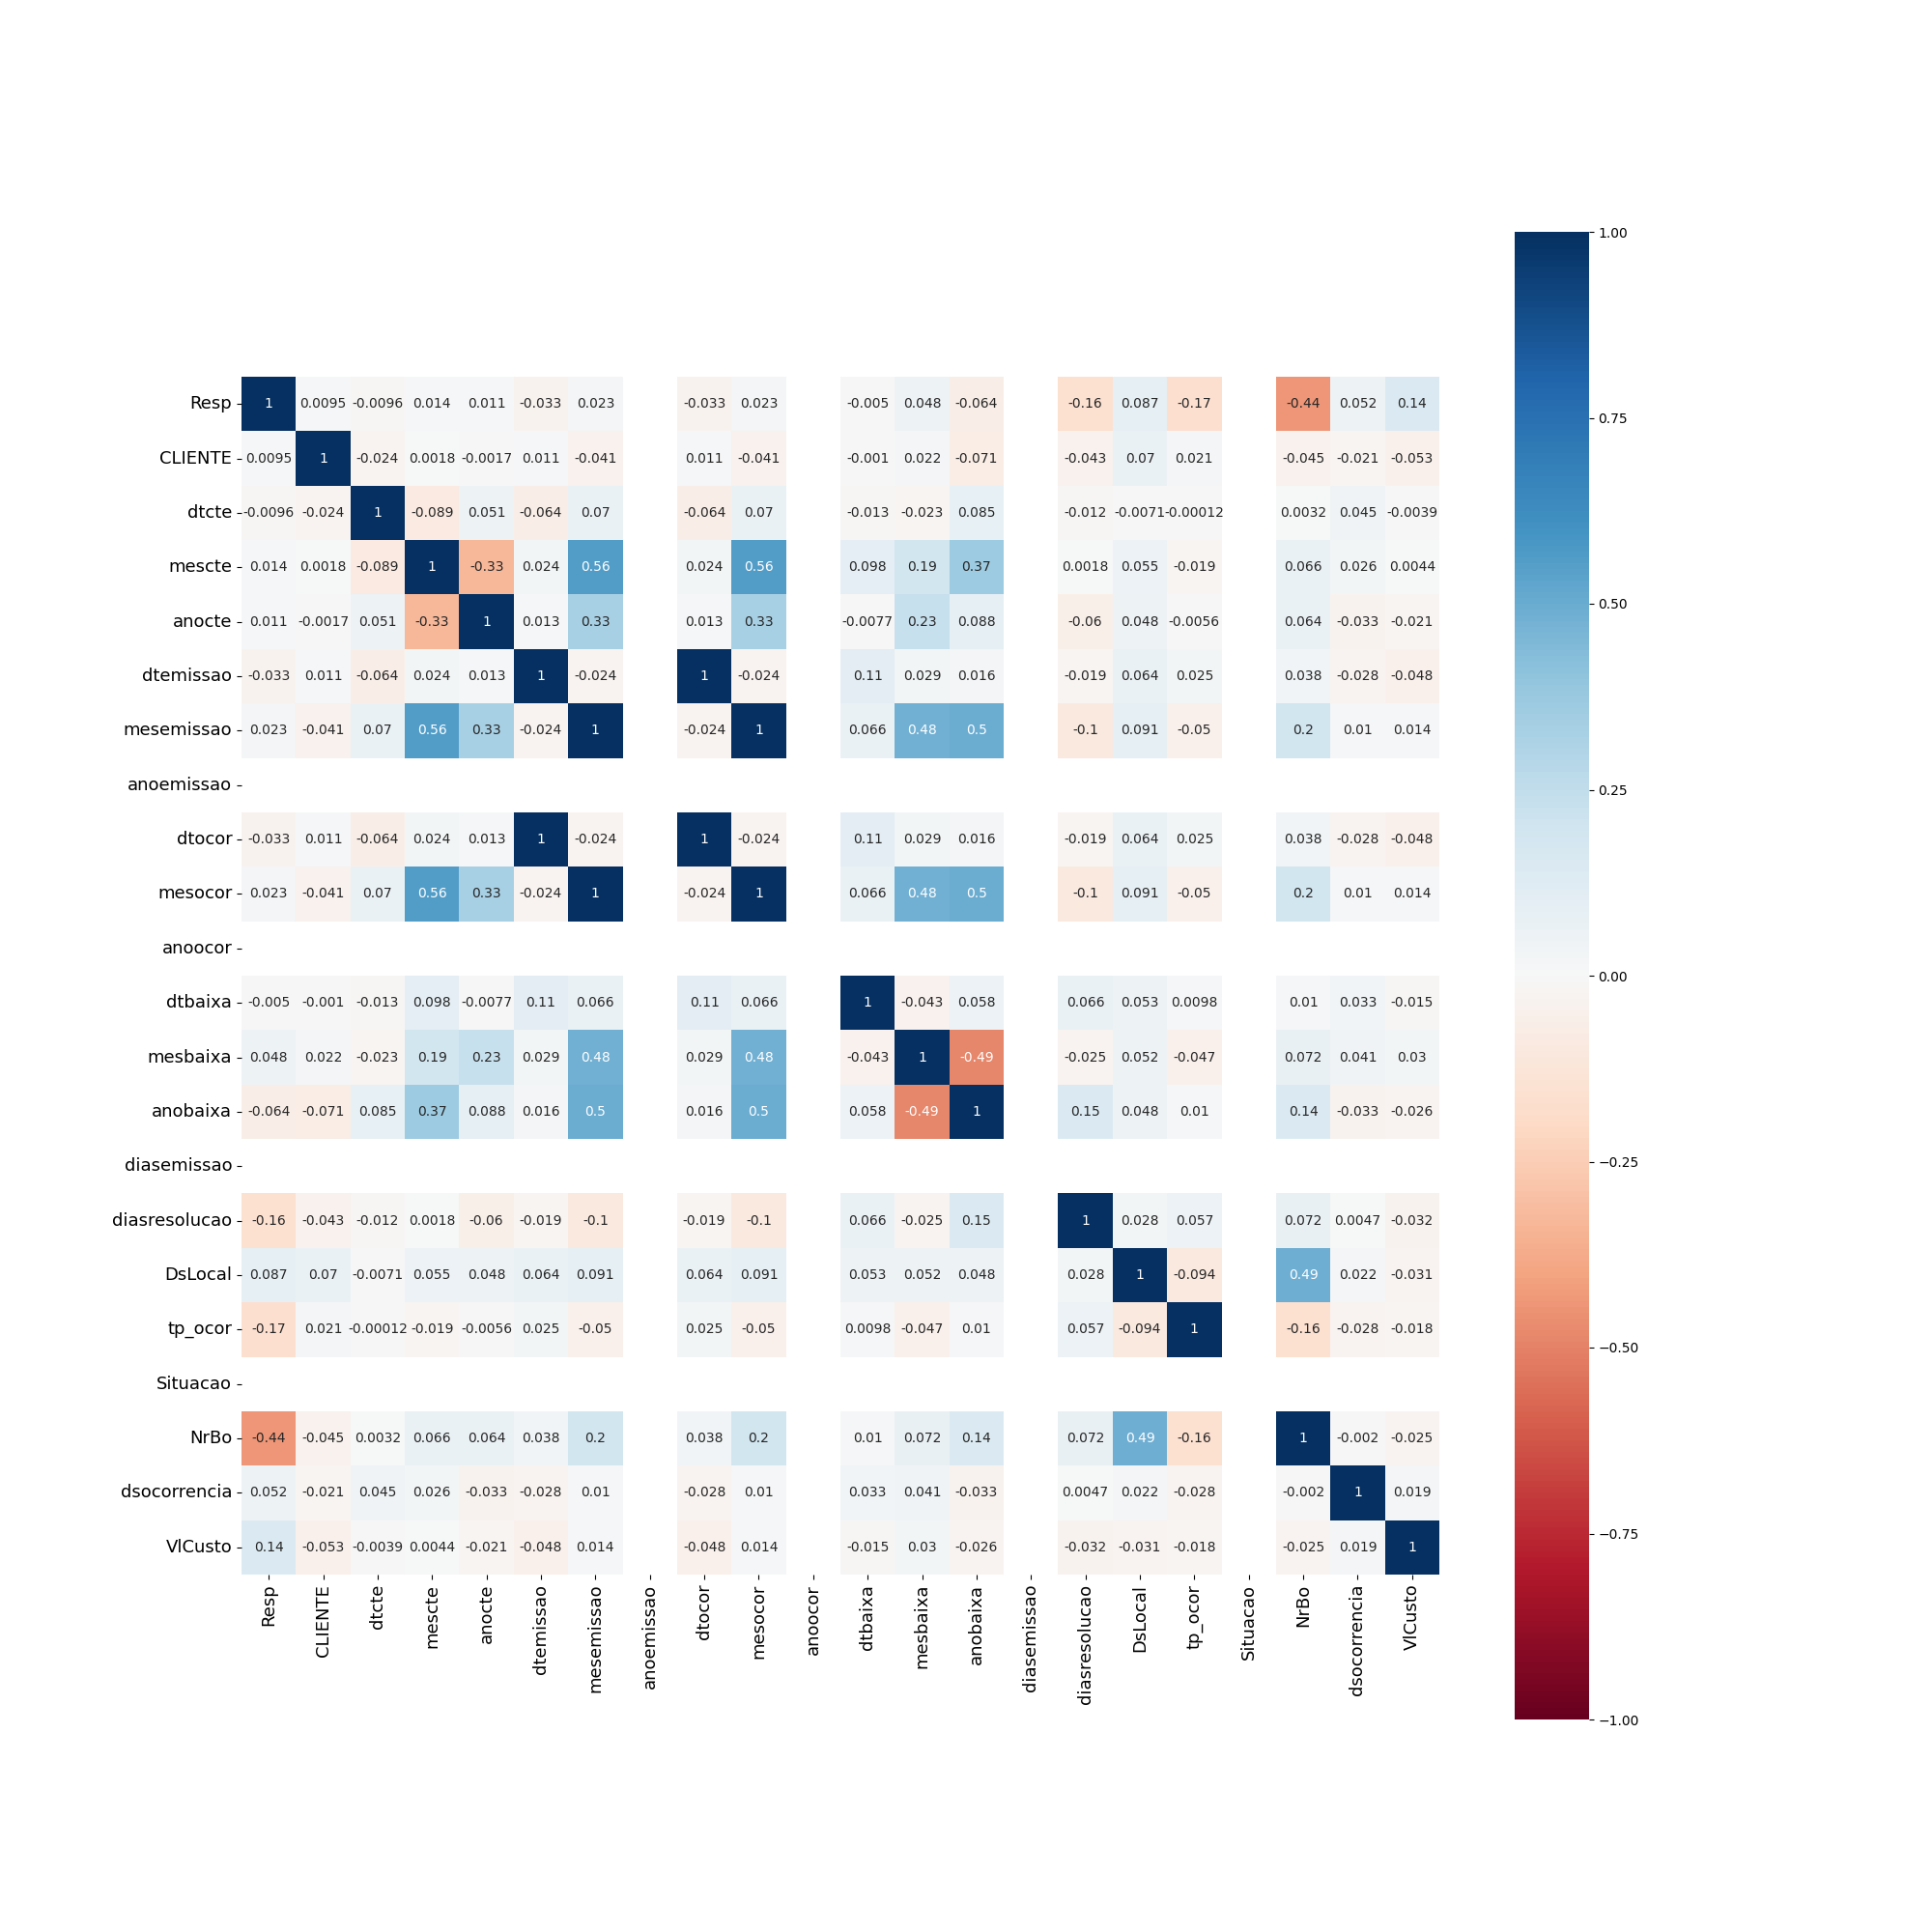 1.00
0.75
0.50
0.25
0.00
−0.25
−0.50
−0.75
−1.00
Resp 1 0.0095 -0.0096 0.014 0.011 -0.033 0.023 -0.033 0.023 -0.005 0.048 -0.064 -0.16 0.087 -0.17 -0.44 0.052 0.14
CLIENTE 0.0095 1 -0.024 0.0018 -0.0017 0.011 -0.041 0.011 -0.041 -0.001 0.022 -0.071 -0.043 0.07 0.021 -0.045 -0.021 -0.053
dtcte -0.0096 -0.024 1 -0.089 0.051 -0.064 0.07 -0.064 0.07 -0.013 -0.023 0.085 -0.012 -0.0071 -0.00012 0.0032 0.045 -0.0039
mescte 0.014 0.0018 -0.089 1 -0.33 0.024 0.56 0.024 0.56 0.098 0.19 0.37 0.0018 0.055 -0.019 0.066 0.026 0.0044
anocte 0.011 -0.0017 0.051 -0.33 1 0.013 0.33 0.013 0.33 -0.0077 0.23 0.088 -0.06 0.048 -0.0056 0.064 -0.033 -0.021
dtemissao -0.033 0.011 -0.064 0.024 0.013 1 -0.024 1 -0.024 0.11 0.029 0.016 -0.019 0.064 0.025 0.038 -0.028 -0.048
mesemissao 0.023 -0.041 0.07 0.56 0.33 -0.024 1 -0.024 1 0.066 0.48 0.5 -0.1 0.091 -0.05 0.2 0.01 0.014
anoemissao
dtocor -0.033 0.011 -0.064 0.024 0.013 1 -0.024 1 -0.024 0.11 0.029 0.016 -0.019 0.064 0.025 0.038 -0.028 -0.048
mesocor 0.023 -0.041 0.07 0.56 0.33 -0.024 1 -0.024 1 0.066 0.48 0.5 -0.1 0.091 -0.05 0.2 0.01 0.014
anoocor
dtbaixa -0.005 -0.001 -0.013 0.098 -0.0077 0.11 0.066 0.11 0.066 1 -0.043 0.058 0.066 0.053 0.0098 0.01 0.033 -0.015
mesbaixa 0.048 0.022 -0.023 0.19 0.23 0.029 0.48 0.029 0.48 -0.043 1 -0.49 -0.025 0.052 -0.047 0.072 0.041 0.03
anobaixa -0.064 -0.071 0.085 0.37 0.088 0.016 0.5 0.016 0.5 0.058 -0.49 1 0.15 0.048 0.01 0.14 -0.033 -0.026
diasemissao
diasresolucao -0.16 -0.043 -0.012 0.0018 -0.06 -0.019 -0.1 -0.019 -0.1 0.066 -0.025 0.15 1 0.028 0.057 0.072 0.0047 -0.032
DsLocal 0.087 0.07 -0.0071 0.055 0.048 0.064 0.091 0.064 0.091 0.053 0.052 0.048 0.028 1 -0.094 0.49 0.022 -0.031
tp_ocor -0.17 0.021 -0.00012 -0.019 -0.0056 0.025 -0.05 0.025 -0.05 0.0098 -0.047 0.01 0.057 -0.094 1 -0.16 -0.028 -0.018
Situacao
NrBo -0.44 -0.045 0.0032 0.066 0.064 0.038 0.2 0.038 0.2 0.01 0.072 0.14 0.072 0.49 -0.16 1 -0.002 -0.025
dsocorrencia 0.052 -0.021 0.045 0.026 -0.033 -0.028 0.01 -0.028 0.01 0.033 0.041 -0.033 0.0047 0.022 -0.028 -0.002 1 0.019
VlCusto 0.14 -0.053 -0.0039 0.0044 -0.021 -0.048 0.014 -0.048 0.014 -0.015 0.03 -0.026 -0.032 -0.031 -0.018 -0.025 0.019 1
Resp
CLIENTE
dtcte
mescte
anocte
dtemissao
mesemissao
anoemissao
dtocor
mesocor
anoocor
dtbaixa
mesbaixa
anobaixa
diasemissao
diasresolucao
DsLocal
tp_ocor
Situacao
NrBo
dsocorrencia
VlCusto